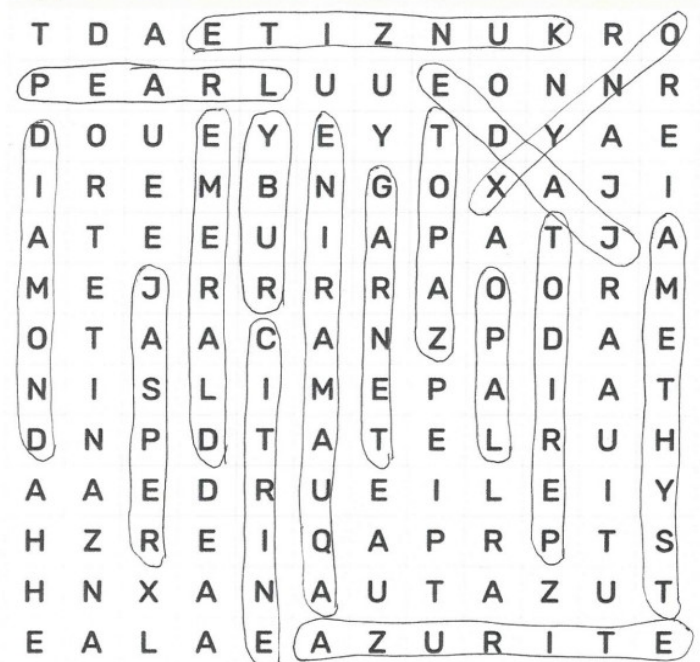 T D A E T I Z N U K R O
P E A R L U U E O N N R
D O U E Y E Y T D Y A E
I R E M B N G O X A J I
A T E E U I A P A T J A
M E J R R R R A O O R M
O T A A C A N Z P D A E
N I S L I M E P A I A T
D N P D T A T E L R U H
A A E D R U E I L E I Y
H Z R E I Q A P R P T S
H N X A N A U T A Z U T
E A L A E A Z U R I T E